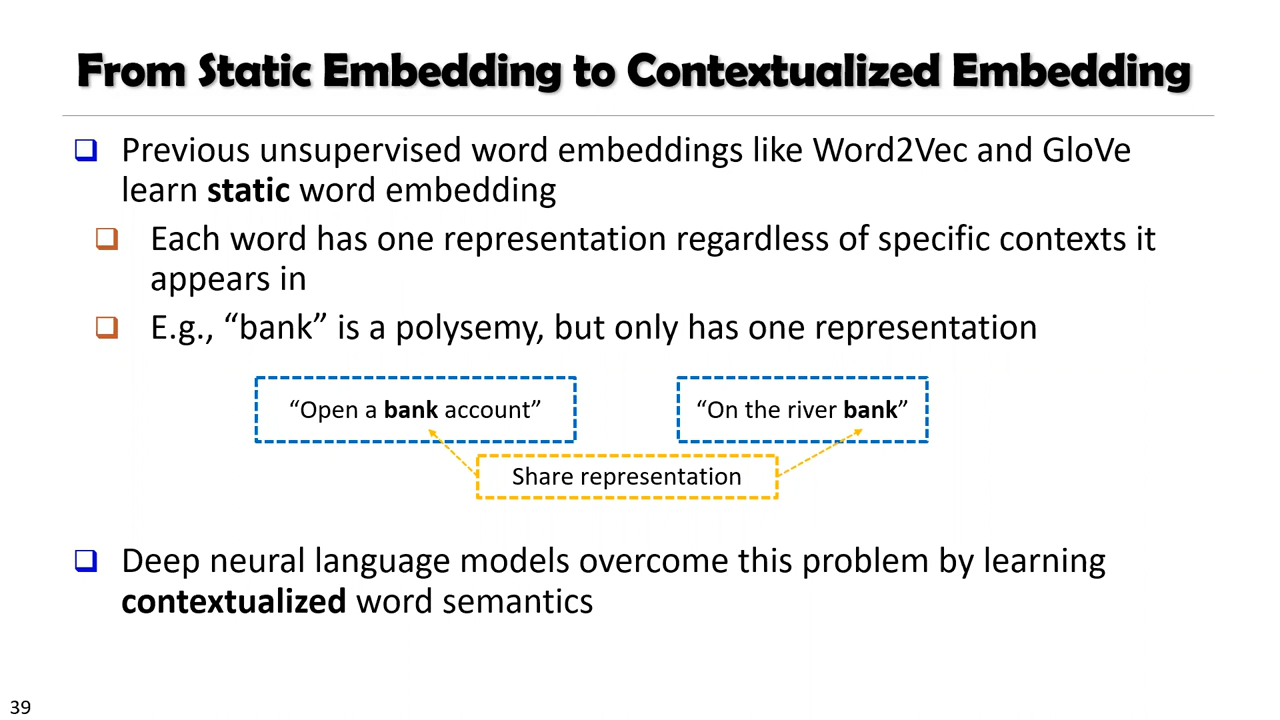 From Static Embedding to Contextualized Embedding
Previous unsupervised word embeddings like Word2Vec and GloVe
learn static word embedding
Each word has one representation regardless of specific contexts it
appears in
E.g., “bank” is a polysemy, but only has one representation
“Open a bank account”
“On the river bank”
Share representation
Deep neural language models overcome this problem by learning
contextualized word semantics
39